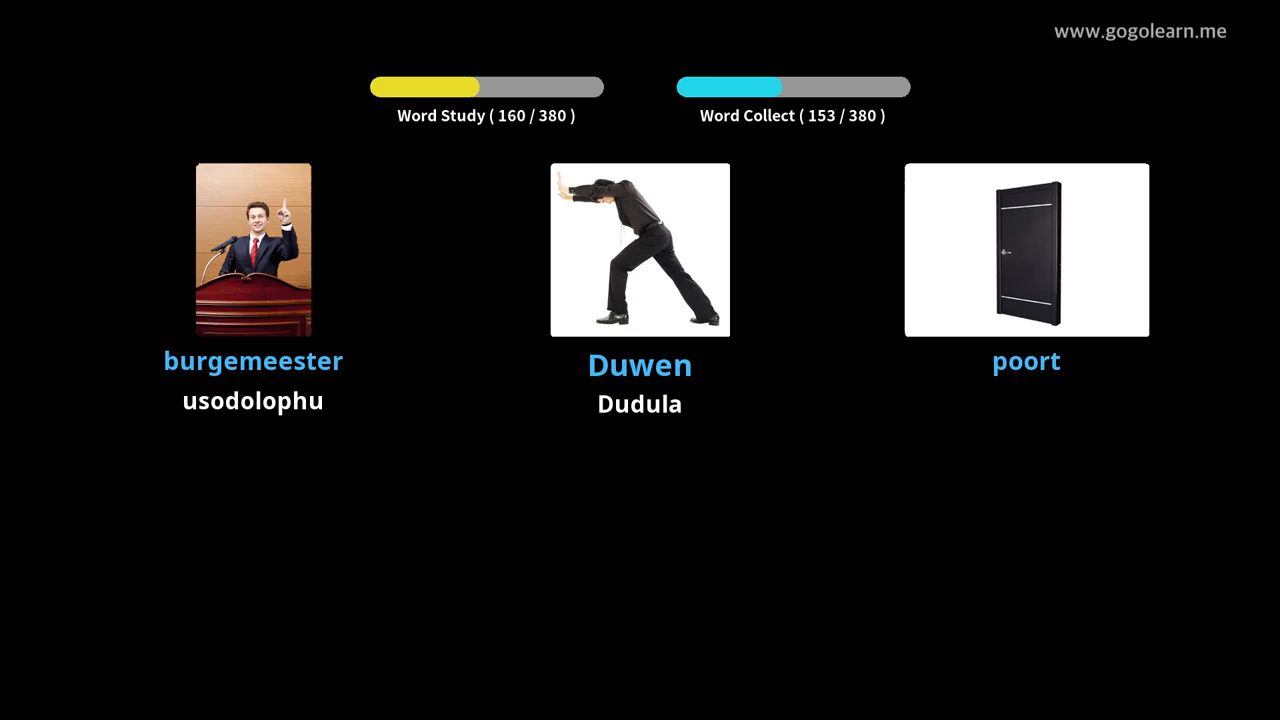 www.gogolearn.me
Word Study ( 160 / 380 )
Word Collect ( 153 / 380 )
burgemeester
usodolophu
Duwen
Dudula
poort